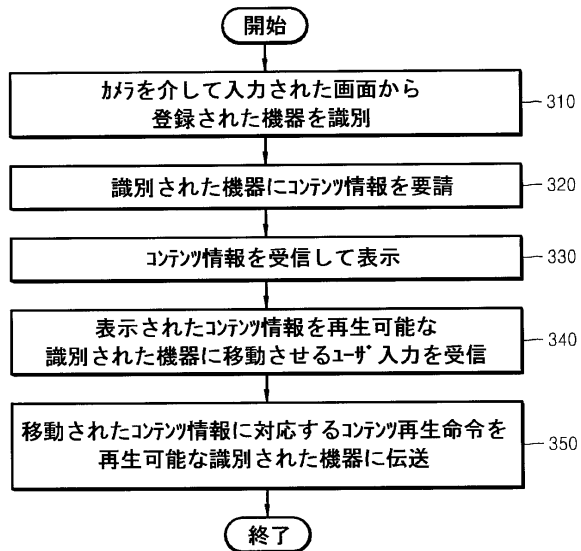 開始
ｶﾒﾗを介して入力された画面から
登録された機器を識別
310
識別された機器にｺﾝﾃﾝﾂ情報を要請
320
ｺﾝﾃﾝﾂ情報を受信して表示
330
表示されたｺﾝﾃﾝﾂ情報を再生可能な
識別された機器に移動させるﾕｰｻﾞ入力を受信
340
移動されたｺﾝﾃﾝﾂ情報に対応するｺﾝﾃﾝﾂ再生命令を
再生可能な識別された機器に伝送
350
終了